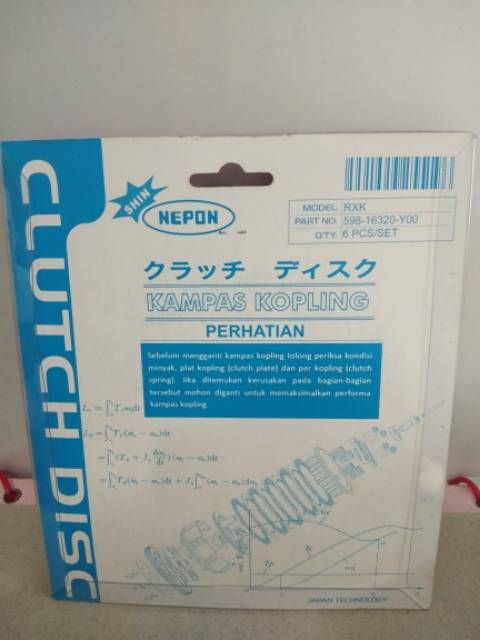 CLUTCH DISC
SHIN
NEPON
MODEL: RXK
PART NO: 598-16320-Y00
Q'TY: 6 PCS/SET
クラッチ ディスク
KAMPAS KOPLING
PERHATIAN
Sebelum mengganti kampas kopling tolong periksa kondisi
minyak, plat kopling (clutch plate) dan per kopling (clutch
spring). Jika ditemukan kerusakan pada bagian-bagian
tersebut mohon diganti untuk memaksimalkan performa
kampas kopling.
JAPAN TECHNOLOGY